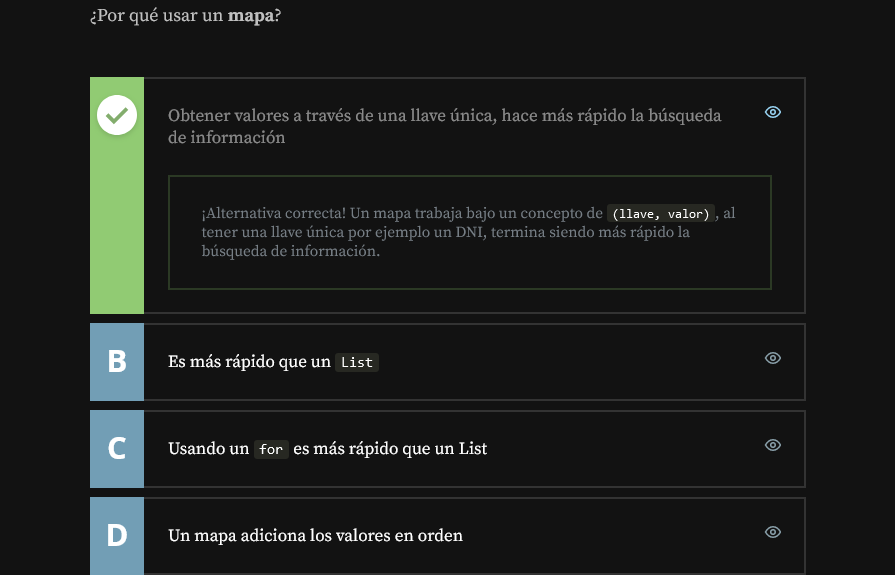 ¿Por qué usar un mapa?
Obtener valores a través de una llave única, hace más rápido la búsqueda
de información
¡Alternativa correcta! Un mapa trabaja bajo un concepto de (llave, valor), al
tener una llave única por ejemplo un DNI, termina siendo más rápido la
búsqueda de información.
B Es más rápido que un List
C Usando un for es más rápido que un List
D Un mapa adiciona los valores en orden